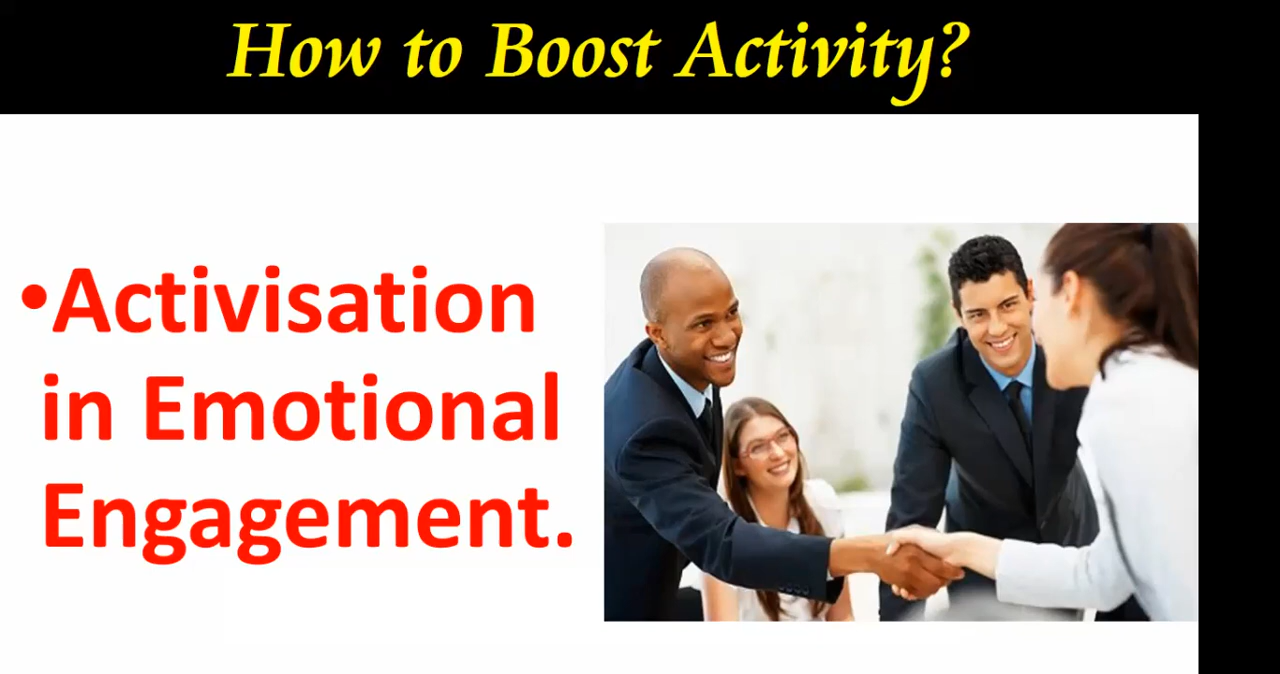 How to Boost Activity?
•Activisation
in Emotional
Engagement.